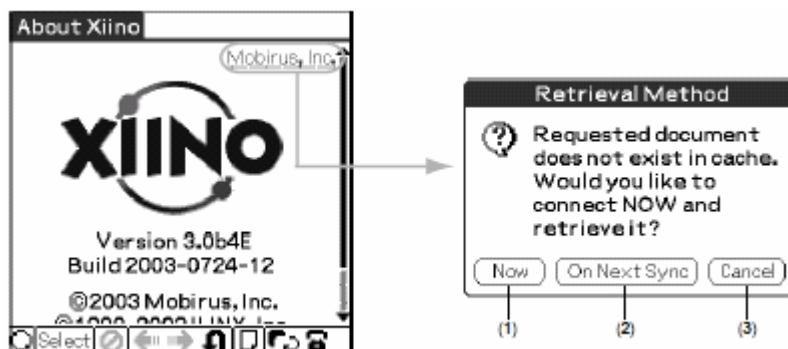 About Xiino
Mobirus, Inc.
XIINO
Version 3.0b4E
Build 2003-0724-12
©2003 Mobirus, Inc.
Select
Retrieval Method
Requested document
does not exist in cache.
Would you like to
connect NOW and
retrieve it?
Now
On Next Sync
Cancel
(1)
(2)
(3)